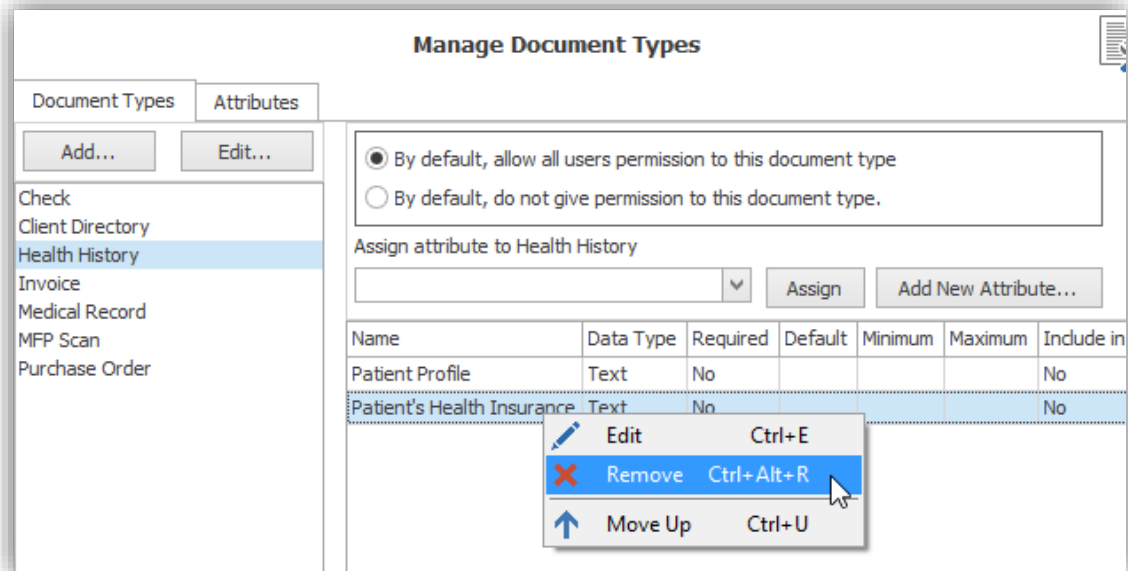 Manage Document Types
Document Types Attributes
Add... Edit...
Check
Client Directory
Health History
Invoice
Medical Record
MFP Scan
Purchase Order
By default, allow all users permission to this document type
By default, do not give permission to this document type.
Assign attribute to Health History
Assign Add New Attribute...
Name Data Type Required Default Minimum Maximum Include in
Patient Profile Text No No
Patient's Health Insurance Text No No
Edit Ctrl+E
Remove Ctrl+Alt+R
Move Up Ctrl+U